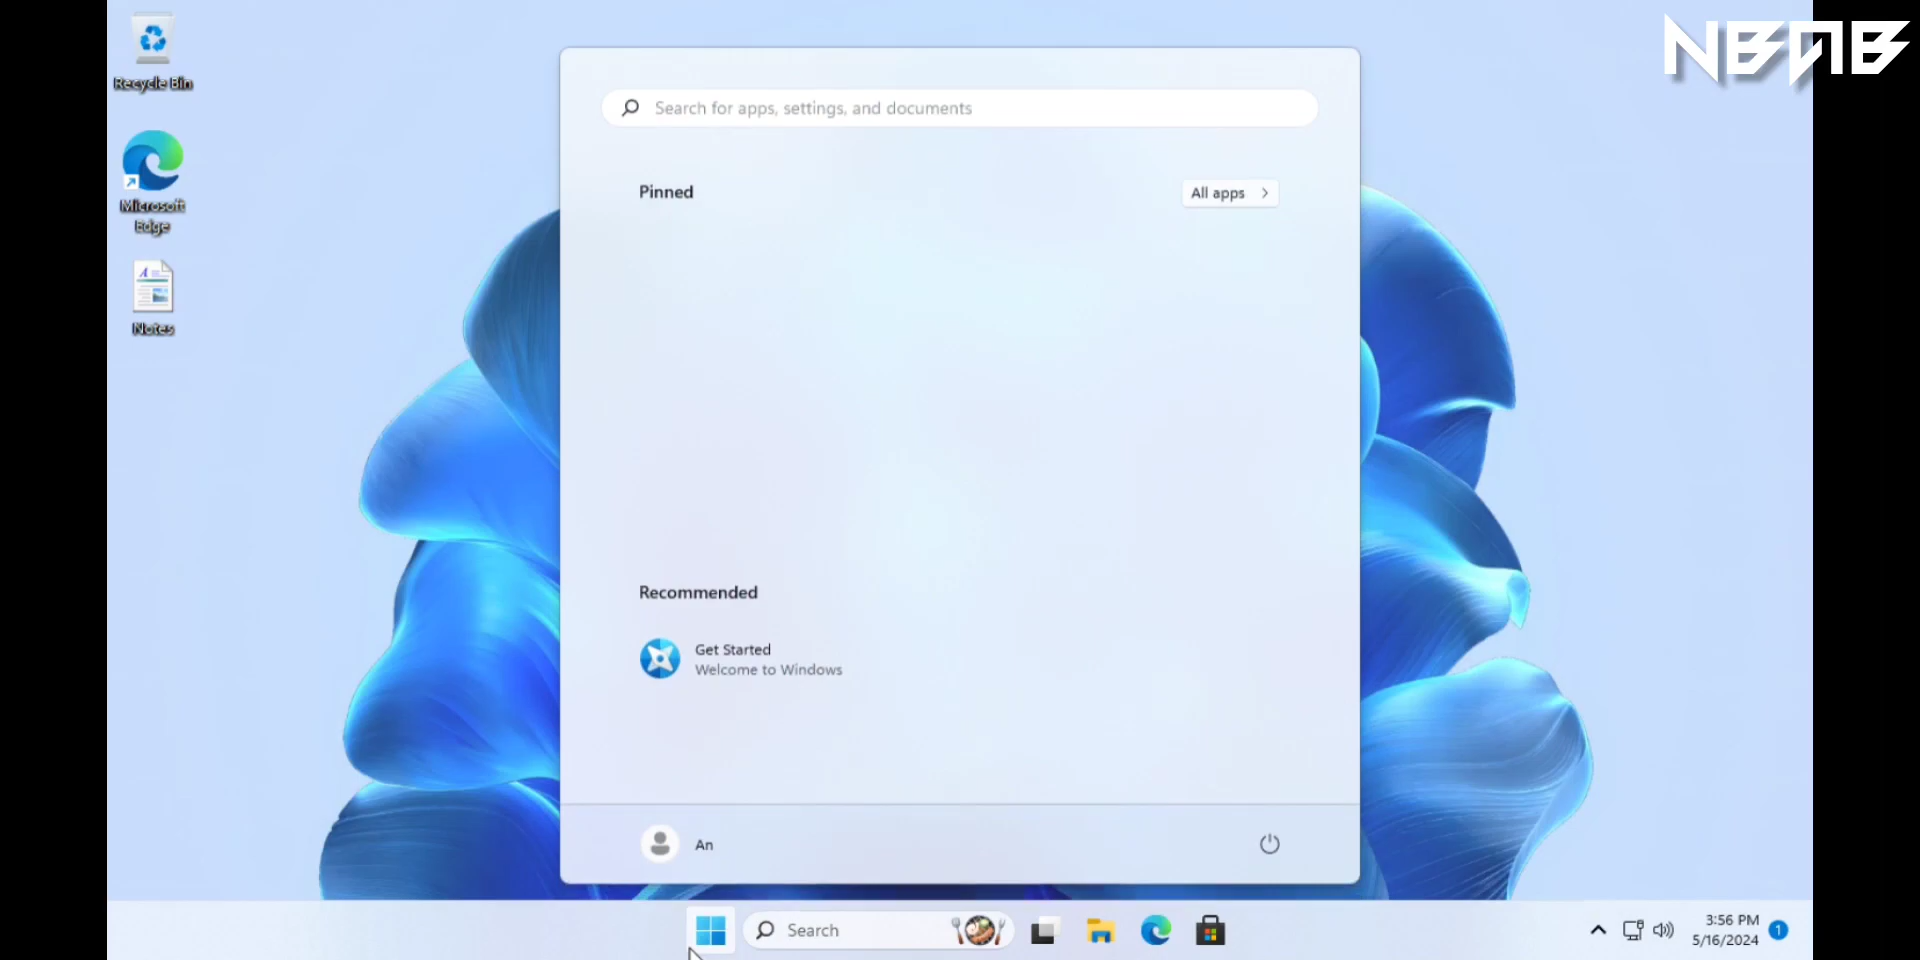 Recycle Bin
Microsoft
Edge
Notes
NBAB
Search for apps, settings, and documents
Pinned
All apps
Recommended
Get Started
Welcome to Windows
An
Search
3:56 PM
5/16/2024
1